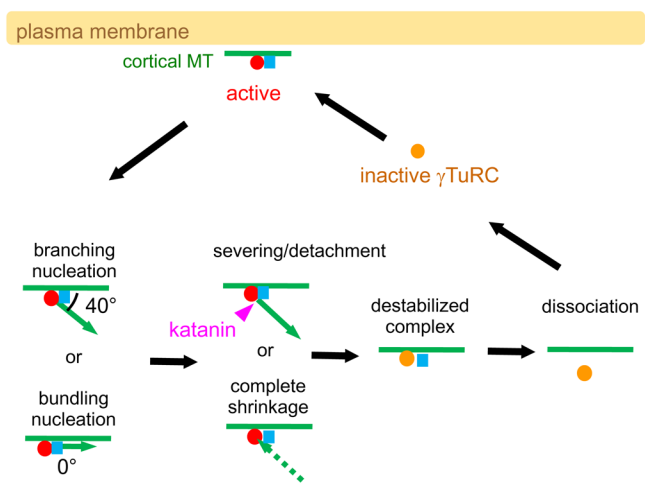 plasma membrane
cortical MT
active
inactive γTuRC
branching
nucleation
40°
or
bundling
nucleation
0°
severing/detachment
katanin
or
complete
shrinkage
destabilized
complex
dissociation